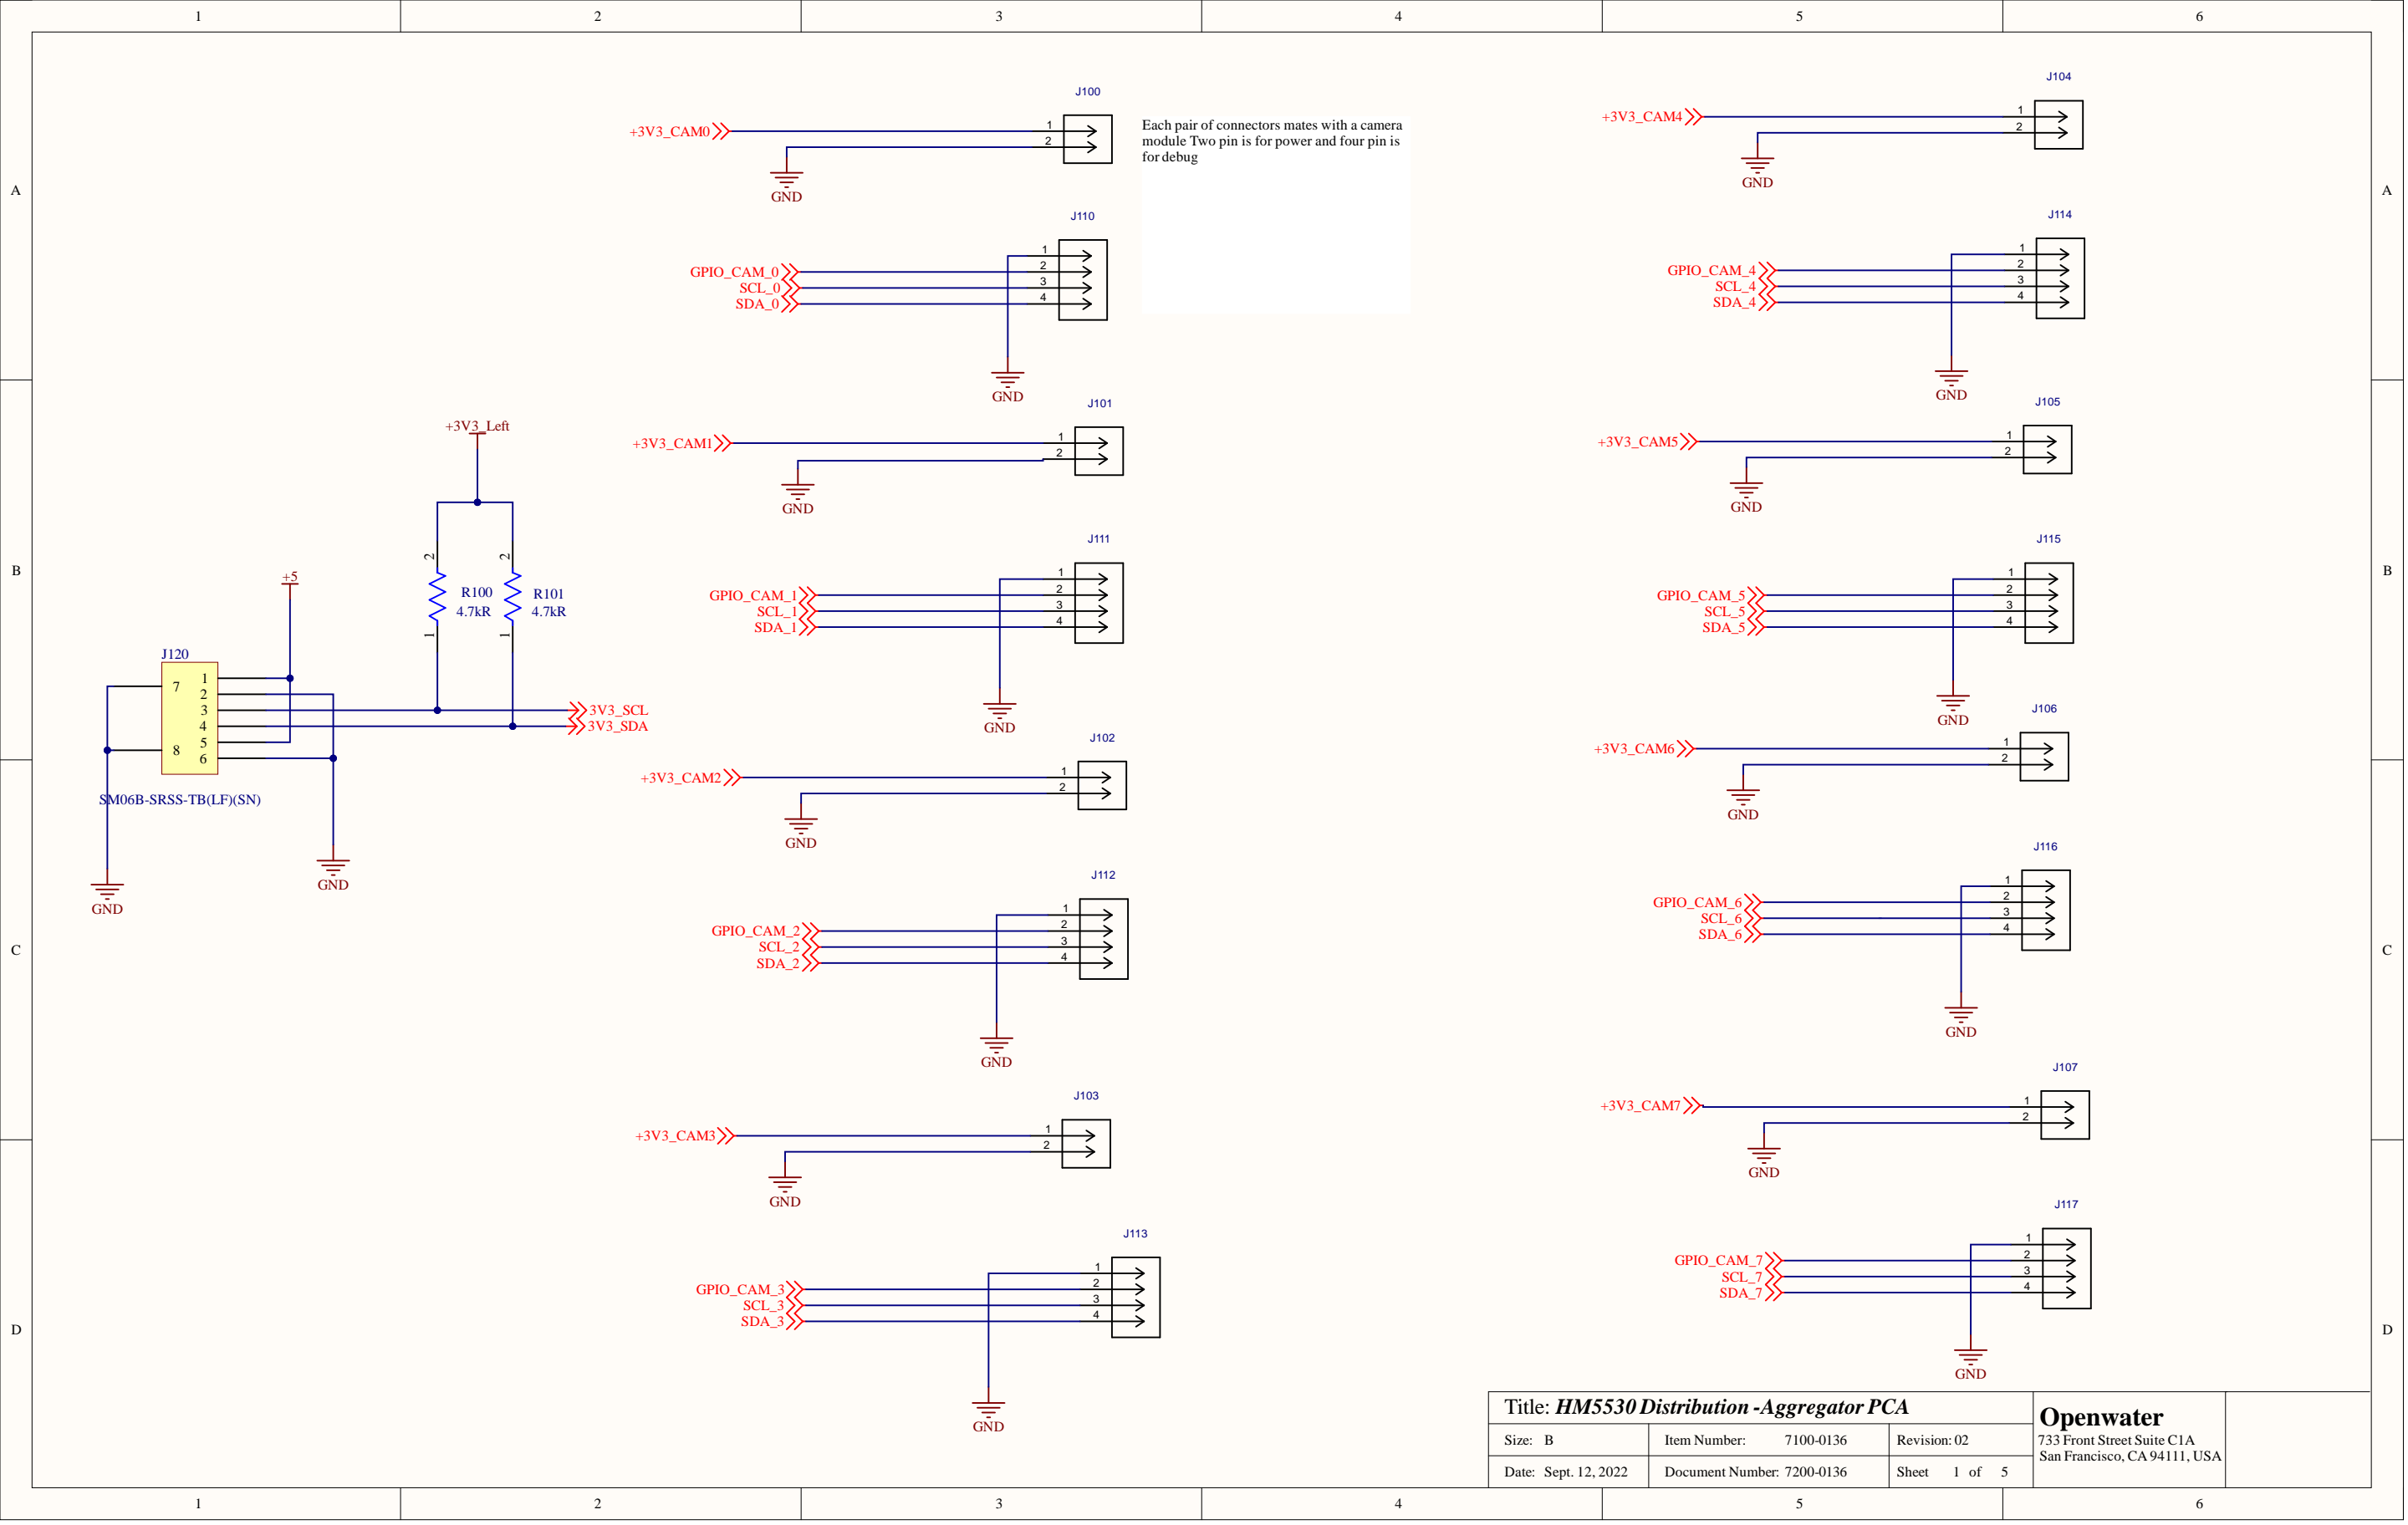 1 2 3 4 5 6
A
B
C
D
A
B
C
D
1 2 3 4 5 6
J120
7
8
1
2
3
4
5
6
SM06B-SRSS-TB(LF)(SN)
GND
GND
+5
+3V3_Left
2
2
R100
4.7kR
R101
4.7kR
1
1
3V3_SCL
3V3_SDA
J100
+3V3_CAM0
1
2
GND
Each pair of connectors mates with a camera
module Two pin is for power and four pin is
for debug
J110
GPIO_CAM_0
SCL_0
SDA_0
1
2
3
4
GND
J101
+3V3_CAM1
1
2
GND
J111
GPIO_CAM_1
SCL_1
SDA_1
1
2
3
4
GND
J102
+3V3_CAM2
1
2
GND
J112
GPIO_CAM_2
SCL_2
SDA_2
1
2
3
4
GND
J103
+3V3_CAM3
1
2
GND
J113
GPIO_CAM_3
SCL_3
SDA_3
1
2
3
4
GND
J104
+3V3_CAM4
1
2
GND
J114
GPIO_CAM_4
SCL_4
SDA_4
1
2
3
4
GND
J105
+3V3_CAM5
1
2
GND
J115
GPIO_CAM_5
SCL_5
SDA_5
1
2
3
4
GND
J106
+3V3_CAM6
1
2
GND
J116
GPIO_CAM_6
SCL_6
SDA_6
1
2
3
4
GND
J107
+3V3_CAM7
1
2
GND
J117
GPIO_CAM_7
SCL_7
SDA_7
1
2
3
4
GND
Title: HM5530 Distribution -Aggregator PCA
Size: B Item Number: 7100-0136 Revision: 02
Date: Sept. 12, 2022 Document Number: 7200-0136 Sheet 1 of 5
Openwater
733 Front Street Suite C1A
San Francisco, CA 94111, USA